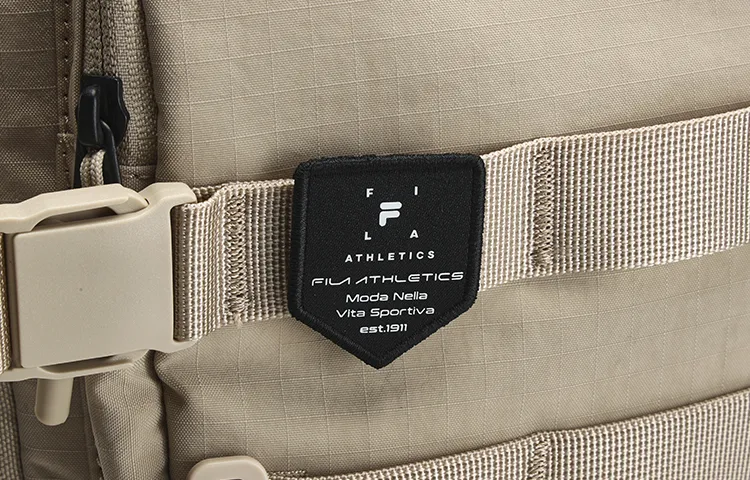 F I
F
L A
ATHLETICS
FILA ATHLETICS
Moda Nella
Vita Sportiva
est.1911